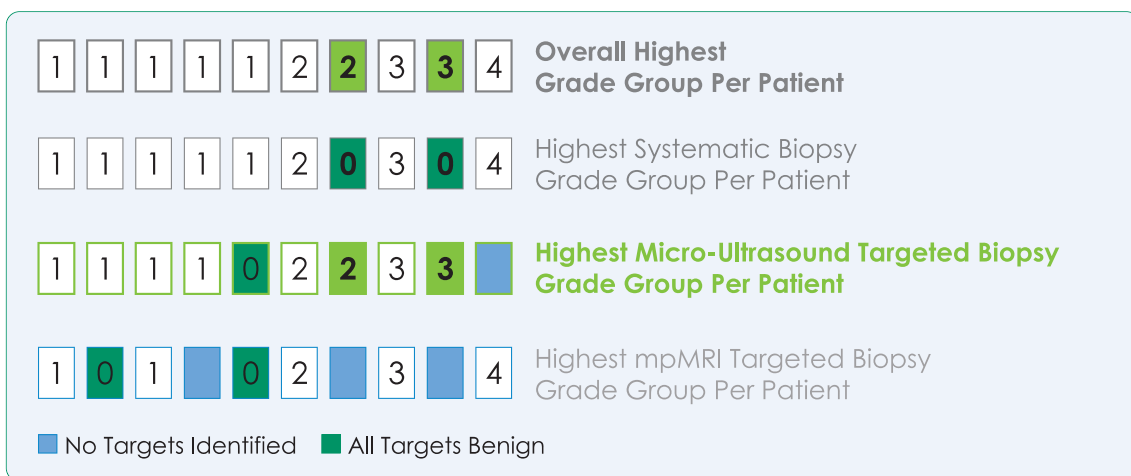 1 1 1 1 1 2 2 3 3 4
Overall Highest
Grade Group Per Patient
1 1 1 1 1 2 0 3 0 4
Highest Systematic Biopsy
Grade Group Per Patient
1 1 1 1 0 2 2 3 3
Highest Micro-Ultrasound Targeted Biopsy
Grade Group Per Patient
1 0 1 0 2 3 4
Highest mpMRI Targeted Biopsy
Grade Group Per Patient
No Targets Identified All Targets Benign